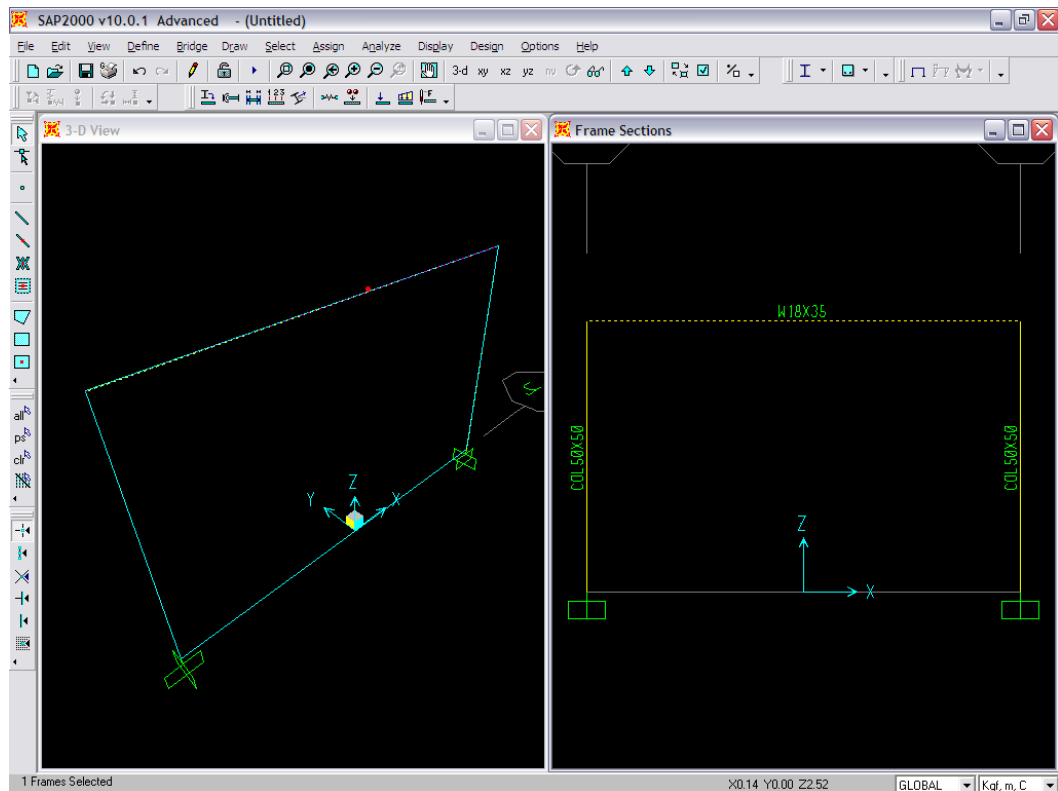 SAP2000 v10.0.1 Advanced - (Untitled)
File Edit View Define Bridge Draw Select Assign Analyze Display Design Options Help
3-d xy xz yz nv
3-D View
Frame Sections
all
ps
clr
Y Z X
W18X35
COL50X50
COL50X50
Z
X
1 Frames Selected
X0.14 Y0.00 Z2.52
GLOBAL
Kgf, m, C